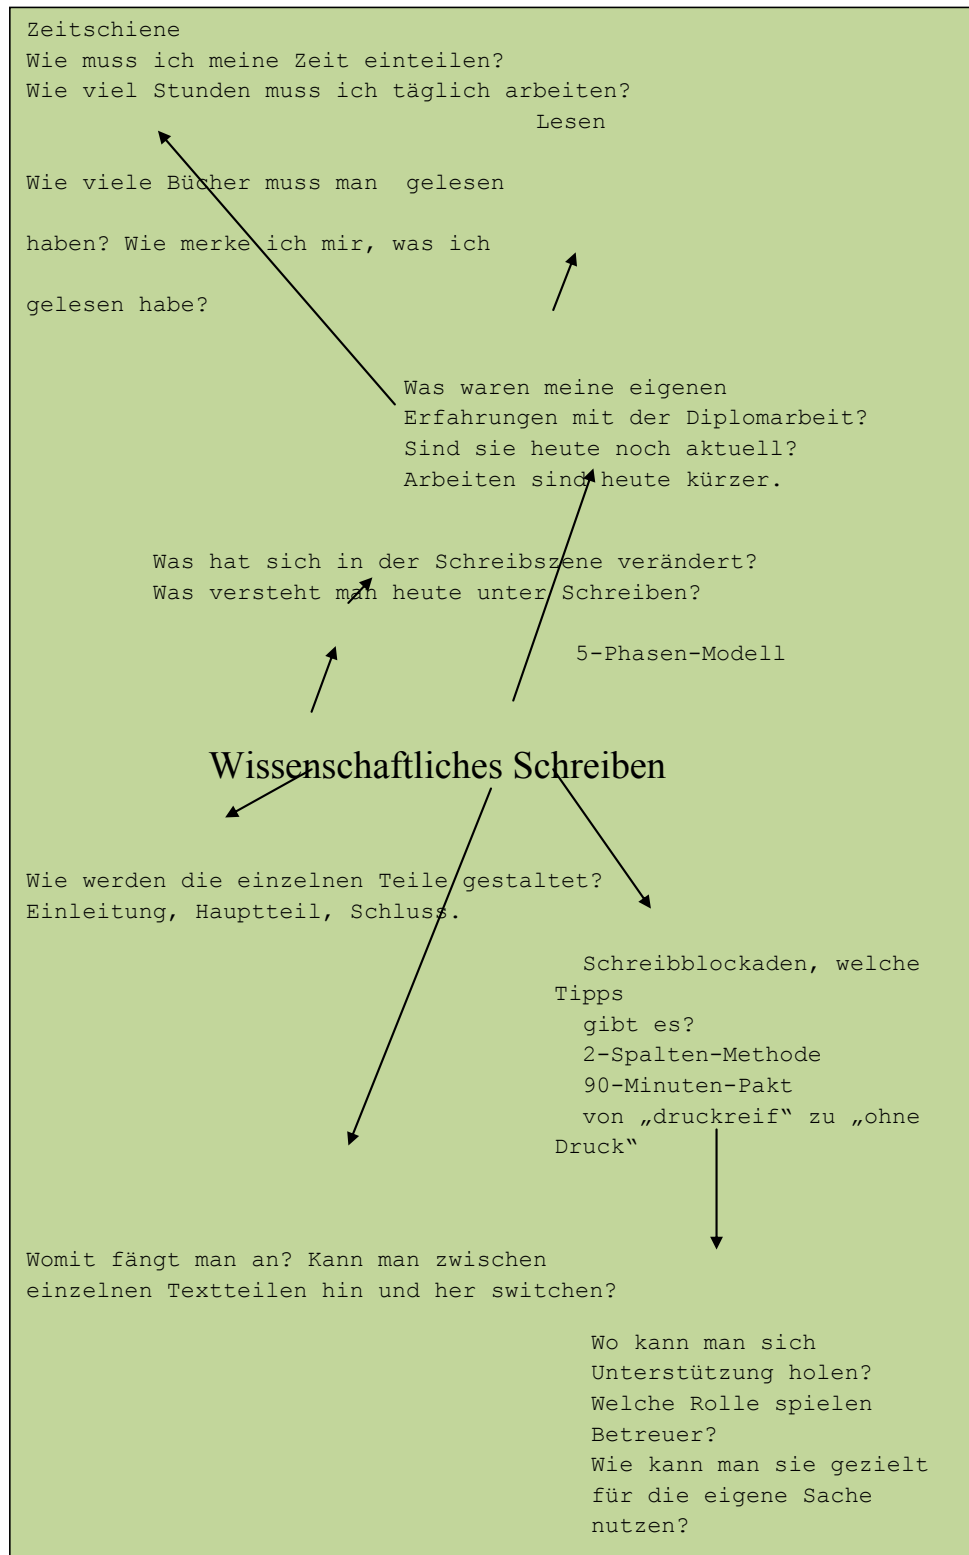 Zeitschiene
Wie muss ich meine Zeit einteilen?
Wie viel Stunden muss ich täglich arbeiten?
Lesen
Wie viele Bücher muss man gelesen
haben? Wie merke ich mir, was ich
gelesen habe?
Was waren meine eigenen
Erfahrungen mit der Diplomarbeit?
Sind sie heute noch aktuell?
Arbeiten sind heute kürzer.
Was hat sich in der Schreibszene verändert?
Was versteht man heute unter Schreiben?
5-Phasen-Modell
Wissenschaftliches Schreiben
Wie werden die einzelnen Teile gestaltet?
Einleitung, Hauptteil, Schluss.
Schreibblockaden, welche
Tipps
gibt es?
2-Spalten-Methode
90-Minuten-Pakt
von „druckreif“ zu „ohne
Druck“
Womit fängt man an? Kann man zwischen
einzelnen Textteilen hin und her switchen?
Wo kann man sich
Unterstützung holen?
Welche Rolle spielen
Betreuer?
Wie kann man sie gezielt
für die eigene Sache
nutzen?